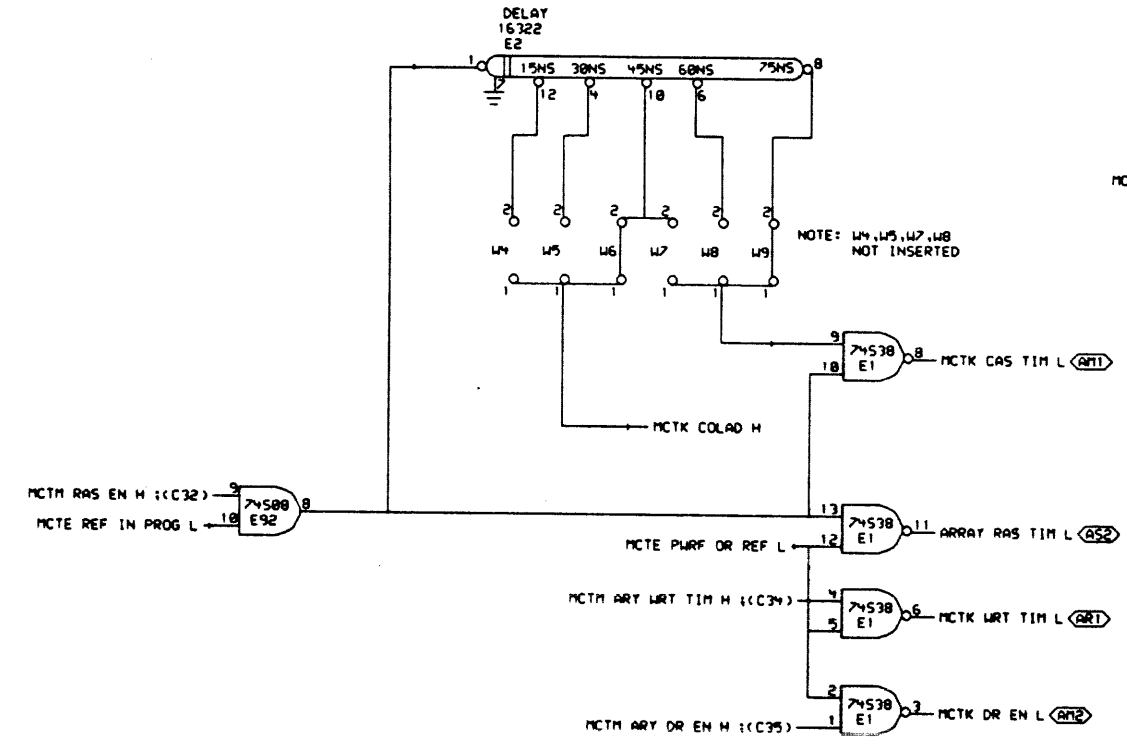 DELAY
16322
E2
1 15NS 30NS 45NS 60NS 75NS 8
12 4 10 6
MC
2 2 2 2 2 2
W4 W5 W6 W7 W8 W9
1 1 1 1 1 1
NOTE: W4,W5,W7,W8
NOT INSERTED
9 74S38 8 MCTK CAS TIM L AM1
10 E1
MCTK COLAD H
MCTM RAS EN H ;(C32) 9 74S08 8
MCTE REF IN PROG L 10 E92
13 74S38 11 ARRAY RAS TIM L AS2
MCTE PWRF OR REF L 12 E1
MCTM ARY WRT TIM H ;(C34) 4 74S38 6 MCTK WRT TIM L AR1
5 E1
2 74S38 3 MCTK DR EN L AM2
MCTM ARY DR EN H ;(C35) 1 E1